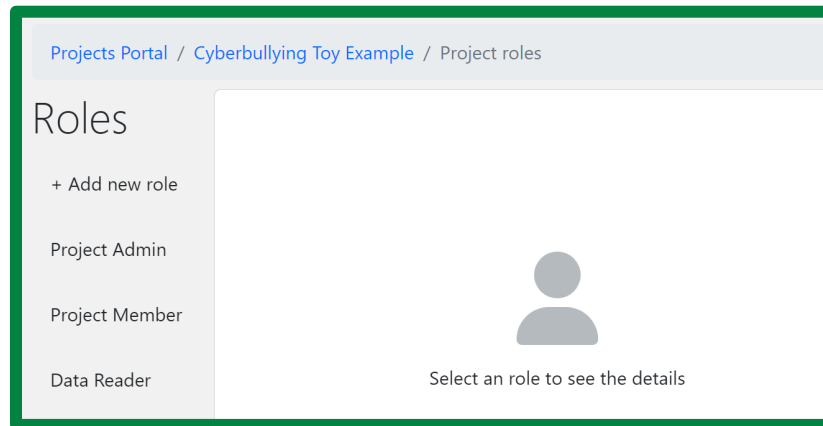 Projects Portal / Cyberbullying Toy Example / Project roles
Roles
+ Add new role
Project Admin
Project Member
Data Reader
Select an role to see the details